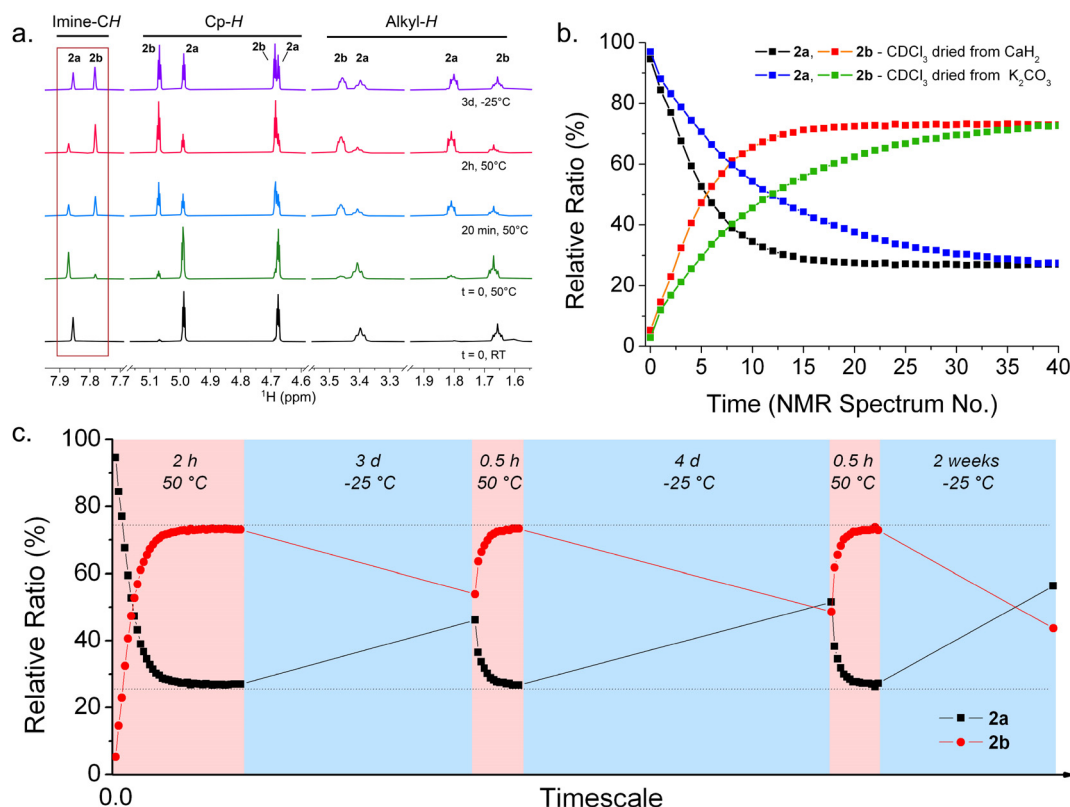 a.
Imine-CH
Cp-H
Alkyl-H
2a 2b
2b 2a
2b 2a
2b 2a
2a 2b
3d, -25°C
2h, 50°C
20 min, 50°C
t = 0, 50°C
t = 0, RT
7.9 7.8 7.7 5.1 5.0 4.9 4.8 4.7 4.6 3.5 3.4 3.3 1.9 1.8 1.7 1.6
¹H (ppm)
b.
2a, 2b - CDCl₃ dried from CaH₂
2a, 2b - CDCl₃ dried from K₂CO₃
Relative Ratio (%)
100
80
60
40
20
0
0 5 10 15 20 25 30 35 40
Time (NMR Spectrum No.)
c.
Relative Ratio (%)
100
80
60
40
20
0
2 h 3 d 0.5 h 4 d 0.5 h 2 weeks
50 °C -25 °C 50 °C -25 °C 50 °C -25 °C
2a
2b
0.0
Timescale